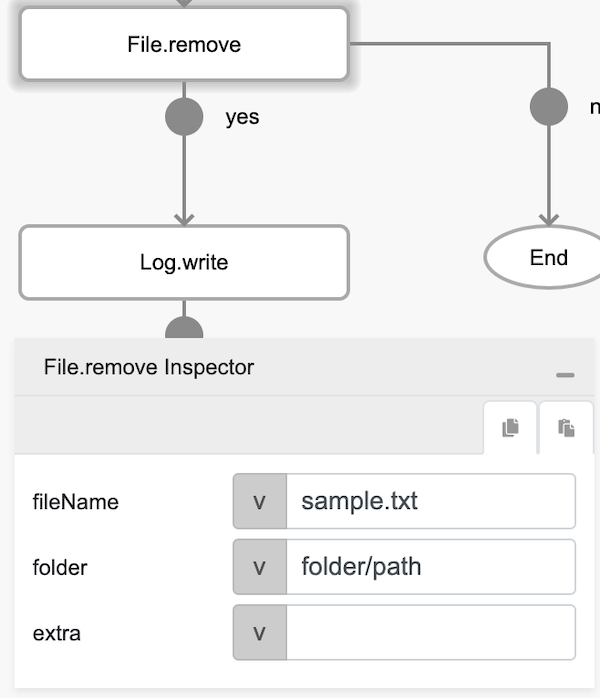 File.remove
yes
Log.write
End
File.remove Inspector
fileName v sample.txt
folder v folder/path
extra v